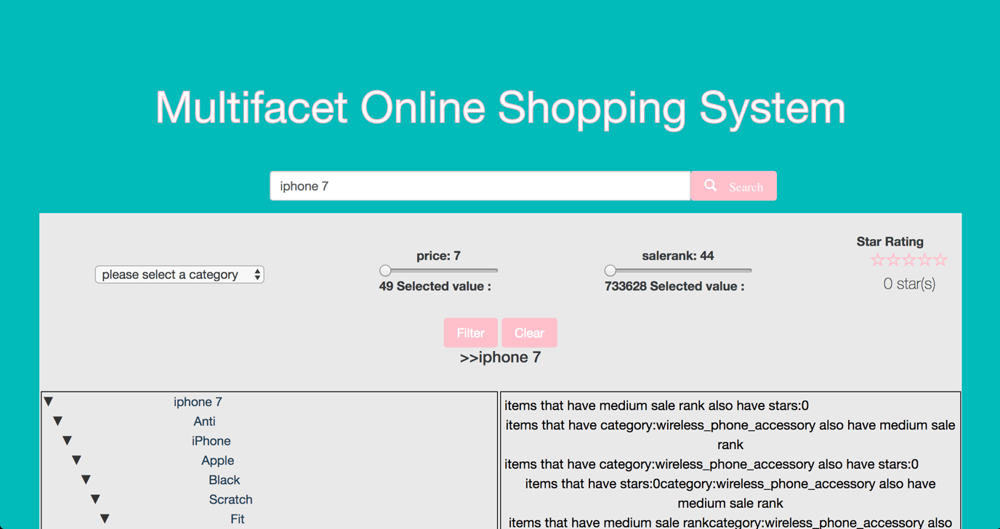 Multifacet Online Shopping System
iphone 7
Search
Star Rating
price: 7
salerank: 44
please select a category
49 Selected value :
733628 Selected value :
0 star(s)
Filter
Clear
>>iphone 7
iphone 7
Anti
iPhone
Apple
Black
Scratch
Fit
items that have medium sale rank also have stars:0
items that have category:wireless_phone_accessory also have medium sale
rank
items that have category:wireless_phone_accessory also have stars:0
items that have stars:0category:wireless_phone_accessory also have
medium sale rank
items that have medium sale rankcategory:wireless_phone_accessory also